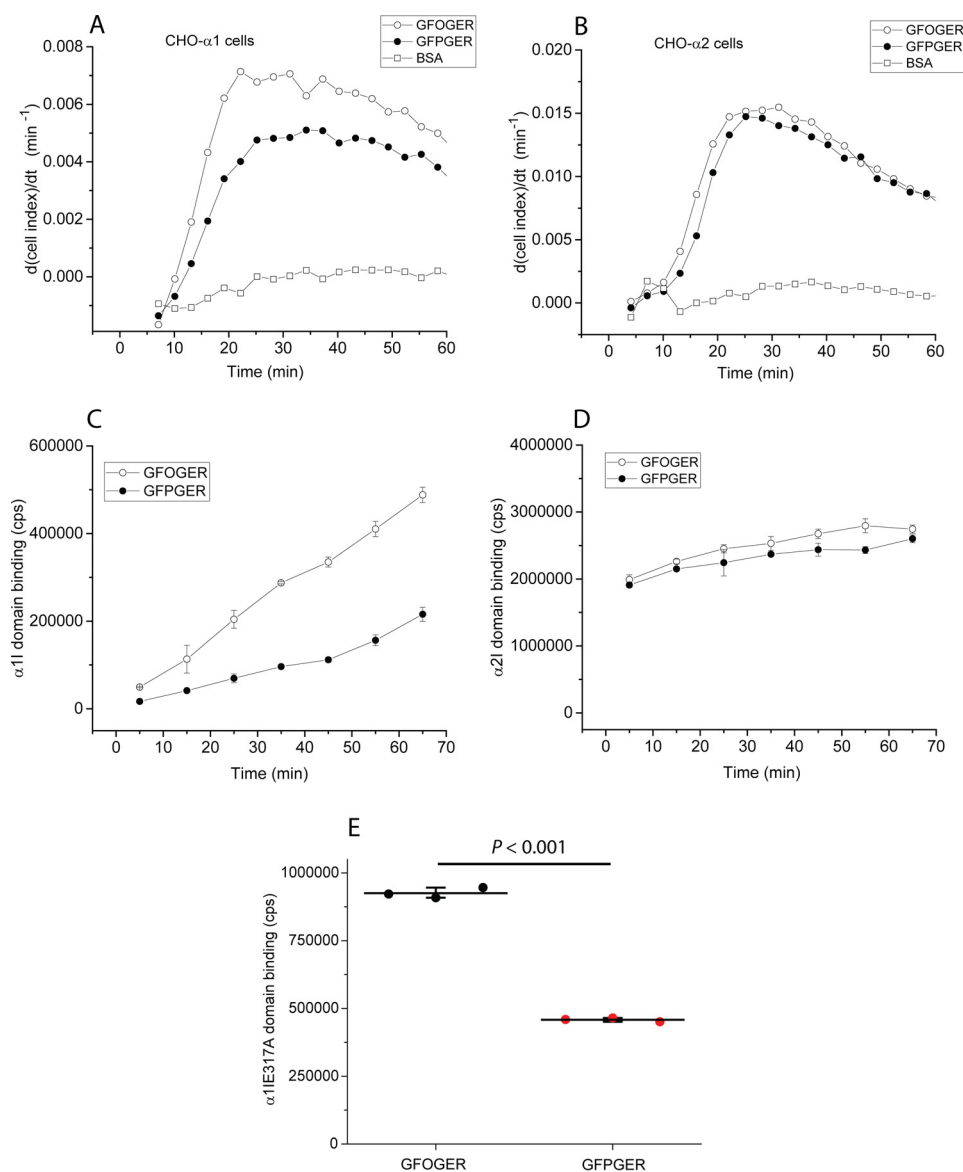 A
CHO-α1 cells
GFOGER
GFPGER
BSA
d(cell index)/dt (min⁻¹)
0.008
0.006
0.004
0.002
0.000
0 10 20 30 40 50 60
Time (min)
B
CHO-α2 cells
GFOGER
GFPGER
BSA
d(cell index)/dt (min⁻¹)
0.020
0.015
0.010
0.005
0.000
0 10 20 30 40 50 60
Time (min)
C
GFOGER
GFPGER
α1I domain binding (cps)
600000
400000
200000
0
0 10 20 30 40 50 60 70
Time (min)
D
GFOGER
GFPGER
α2I domain binding (cps)
4000000
3000000
2000000
1000000
0
0 10 20 30 40 50 60 70
Time (min)
E
P < 0.001
α1IE317A domain binding (cps)
1000000
750000
500000
250000
0
GFOGER GFPGER